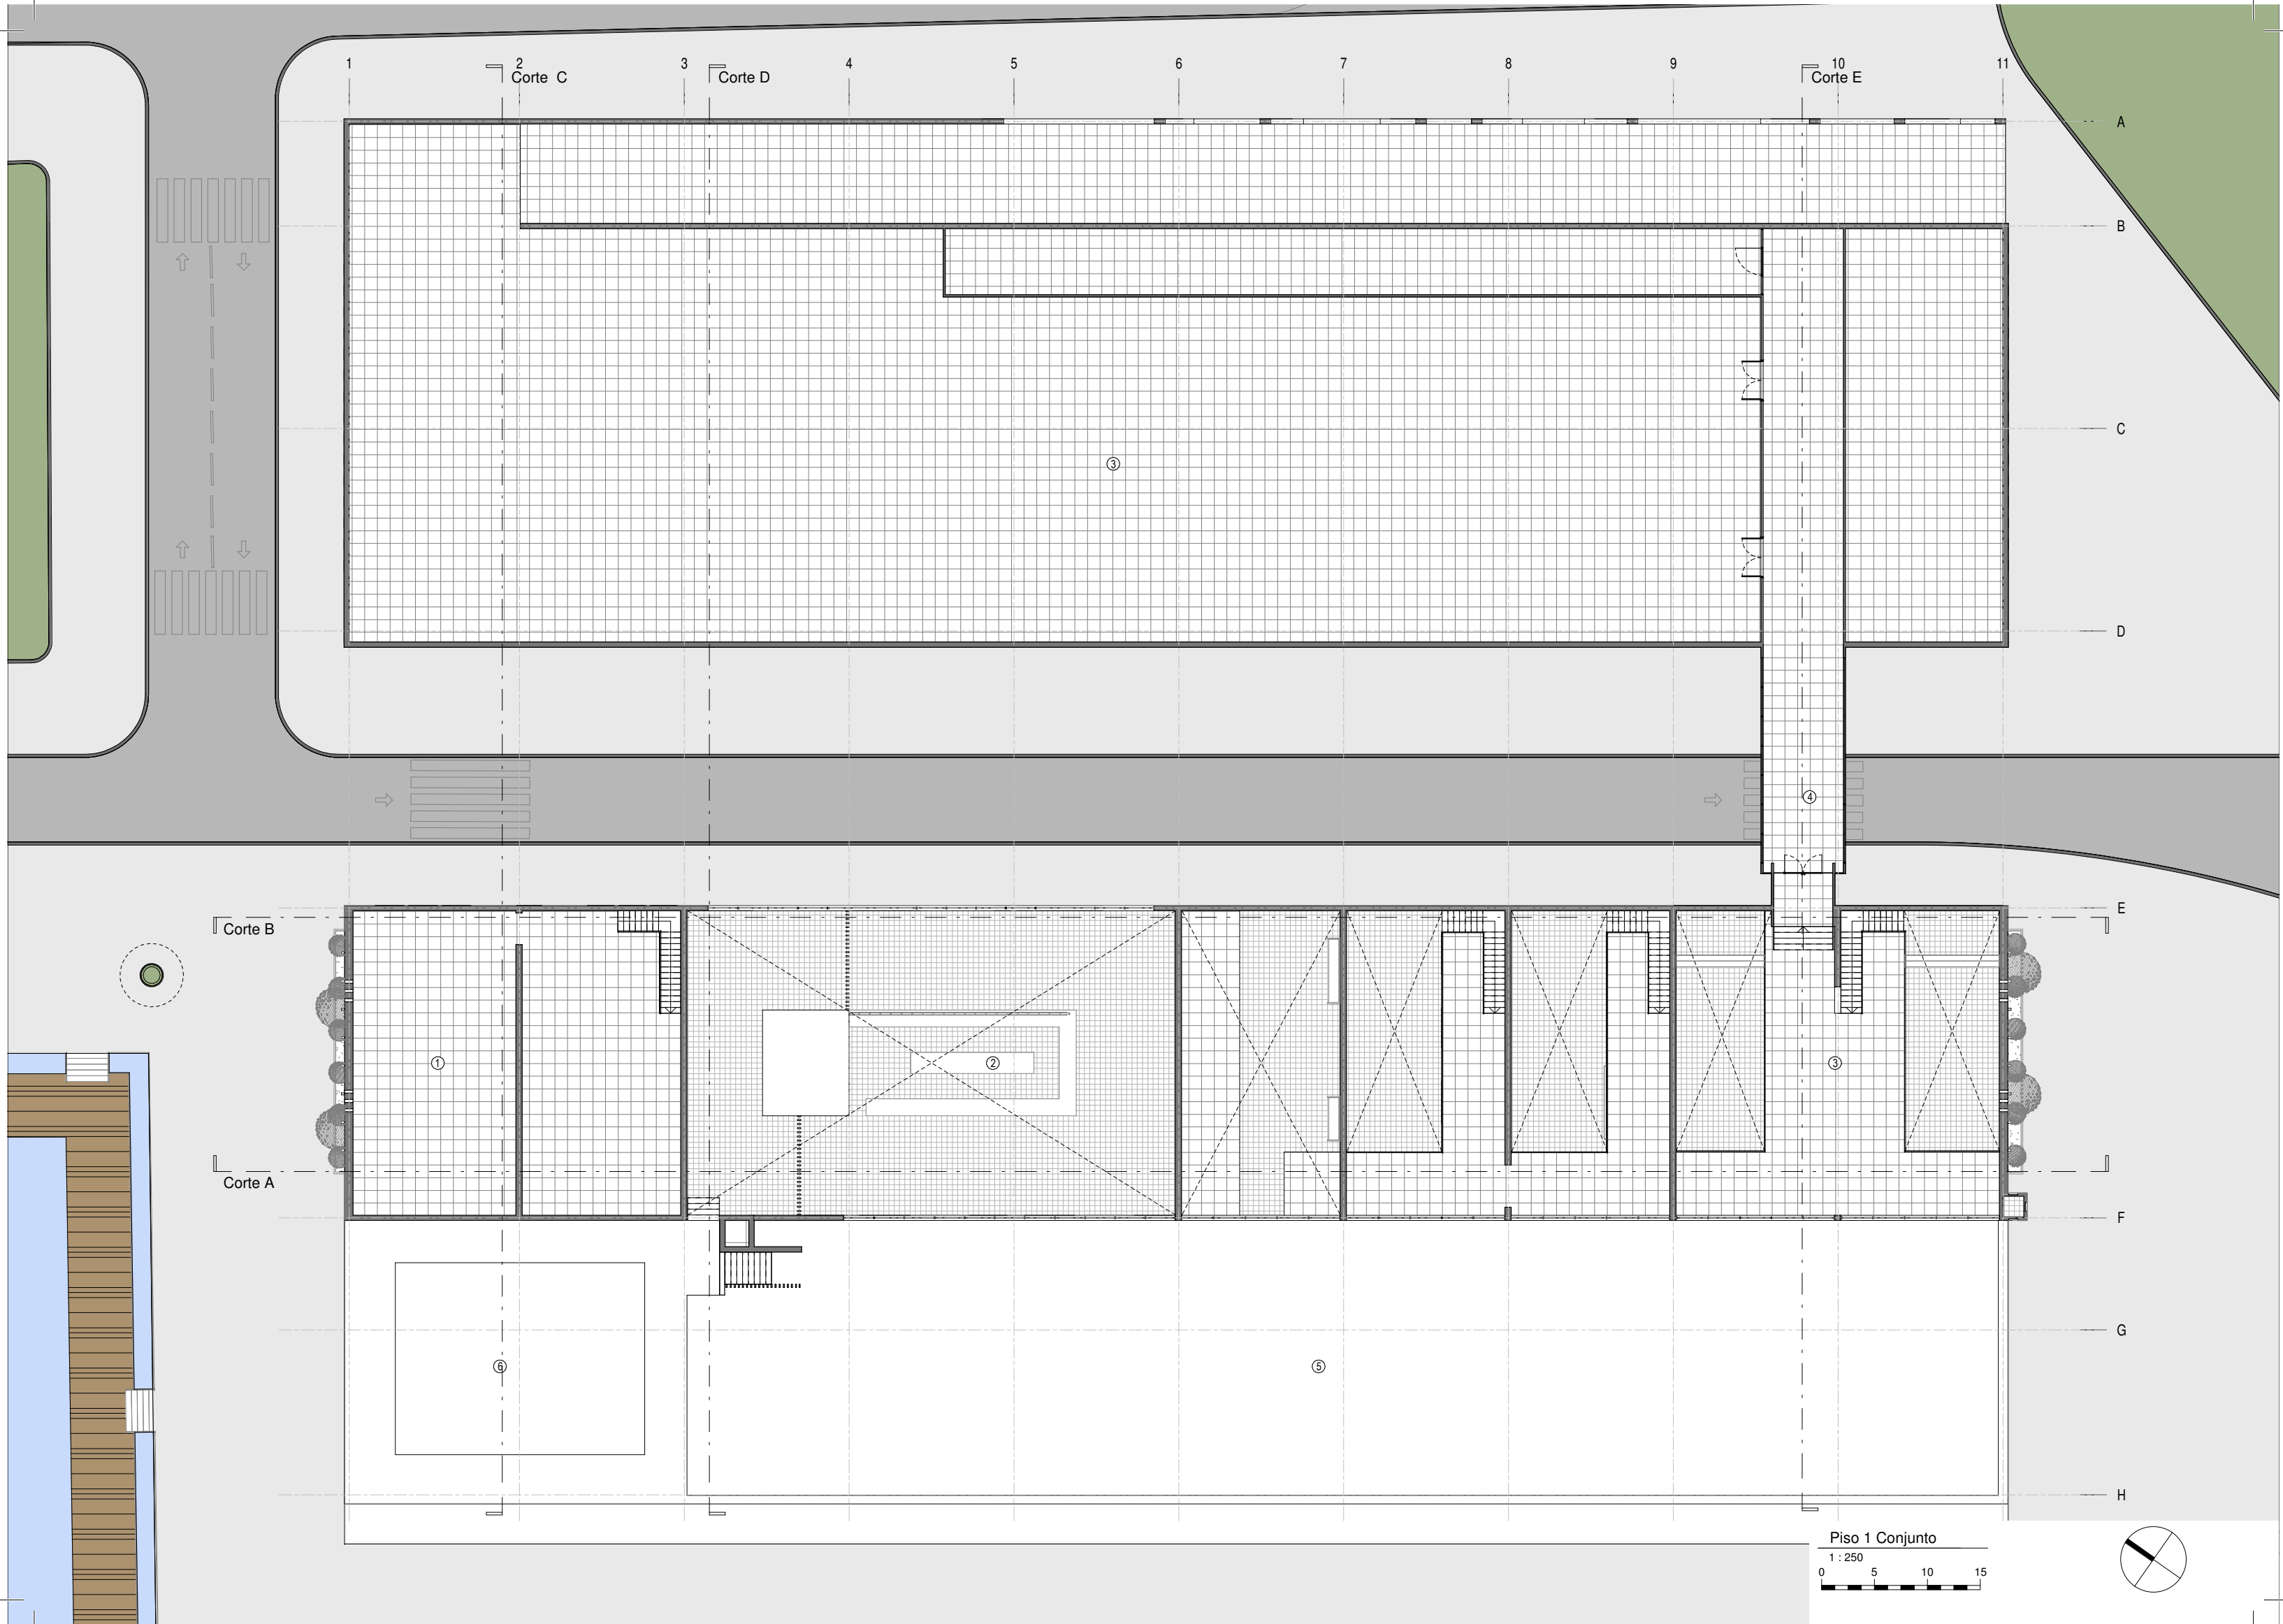 1 2 3 4 5 6 7 8 9 10 11
Corte C Corte D Corte E
A
B
C
3
D
4
E
Corte B
1 2 3
Corte A
F
G
6 5
H
Piso 1 Conjunto
1 : 250
0 5 10 15